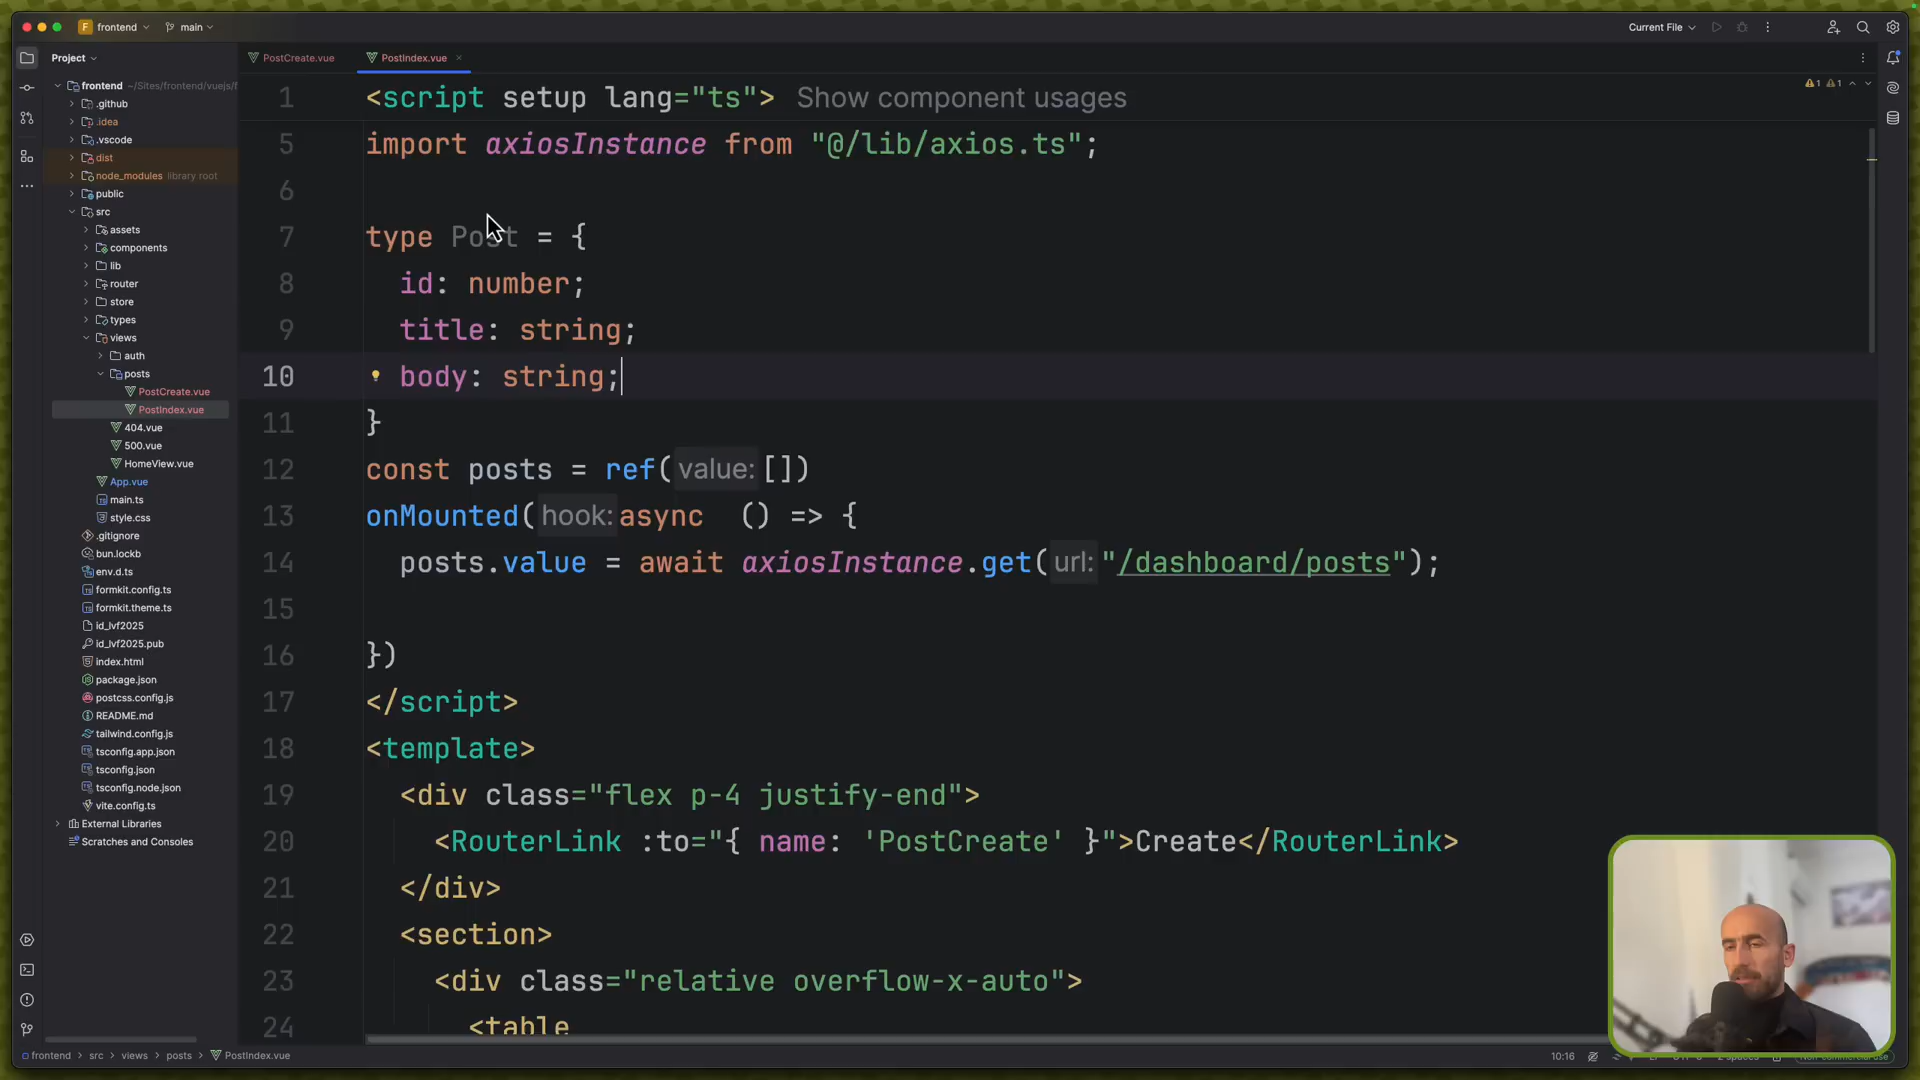 frontend
main
Current File
Project
PostCreate.vue
PostIndex.vue
frontend ~/Sites/frontend/vuejs/f
.github
.idea
.vscode
dist
node_modules library root
public
src
assets
components
lib
router
store
types
views
auth
posts
PostCreate.vue
PostIndex.vue
404.vue
500.vue
HomeView.vue
App.vue
main.ts
style.css
.gitignore
bun.lockb
env.d.ts
formkit.config.ts
formkit.theme.ts
id_lvf2025
id_lvf2025.pub
index.html
package.json
postcss.config.js
README.md
tailwind.config.js
tsconfig.app.json
tsconfig.json
tsconfig.node.json
vite.config.ts
External Libraries
Scratches and Consoles
1 <script setup lang="ts"> Show component usages
5 import axiosInstance from "@/lib/axios.ts";
6
7 type Post = {
8 id: number;
9 title: string;
10 body: string;
11 }
12 const posts = ref( value: [])
13 onMounted( hook: async () => {
14 posts.value = await axiosInstance.get( url: "/dashboard/posts");
15
16 })
17 </script>
18 <template>
19 <div class="flex p-4 justify-end">
20 <RouterLink :to="{ name: 'PostCreate' }">Create</RouterLink>
21 </div>
22 <section>
23 <div class="relative overflow-x-auto">
24 <table
1 1
frontend > src > views > posts > PostIndex.vue
10:16